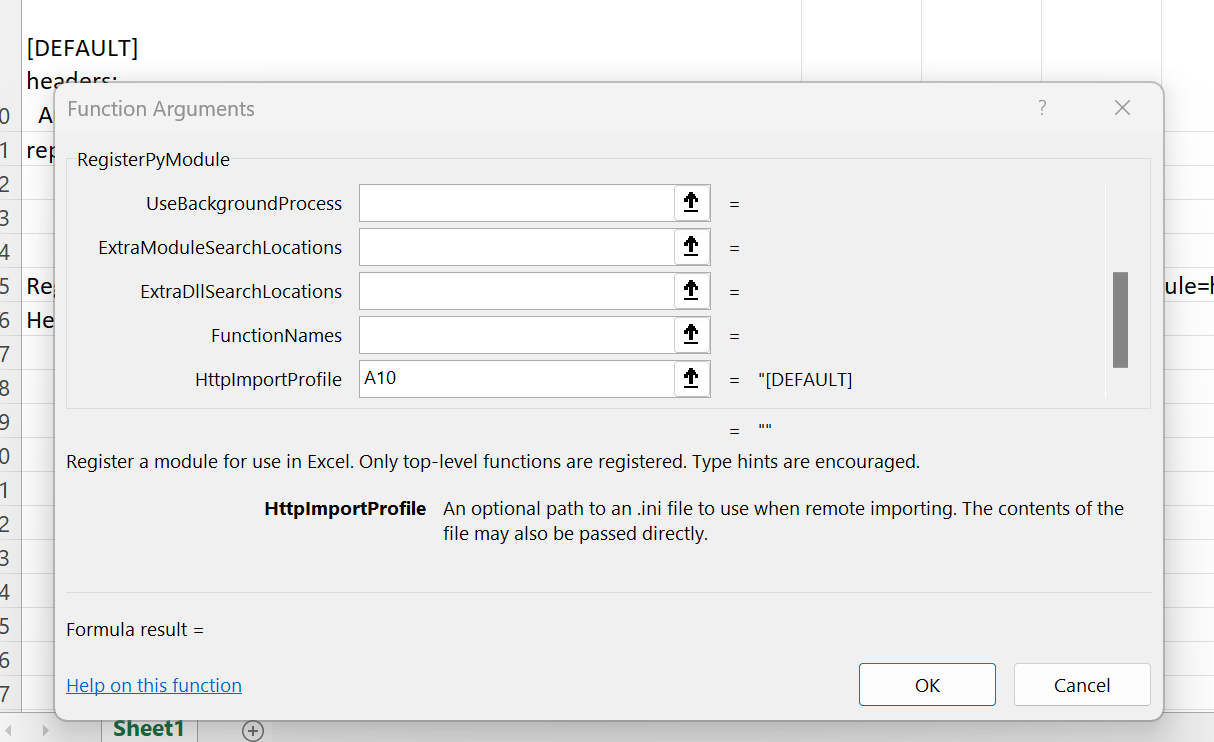 [DEFAULT]
headers:
Function Arguments ?
0 A
RegisterPyModule
1 rep
UseBackgroundProcess =
2
3
ExtraModuleSearchLocations =
4
ExtraDllSearchLocations =
5 Re ule=h
6 He
FunctionNames =
7
HttpImportProfile A10 = "[DEFAULT]
8
9
= ""
0
Register a module for use in Excel. Only top-level functions are registered. Type hints are encouraged.
1
HttpImportProfile An optional path to an .ini file to use when remote importing. The contents of the
2
file may also be passed directly.
3
4
5
Formula result =
6
Help on this function OK Cancel
7
Sheet1